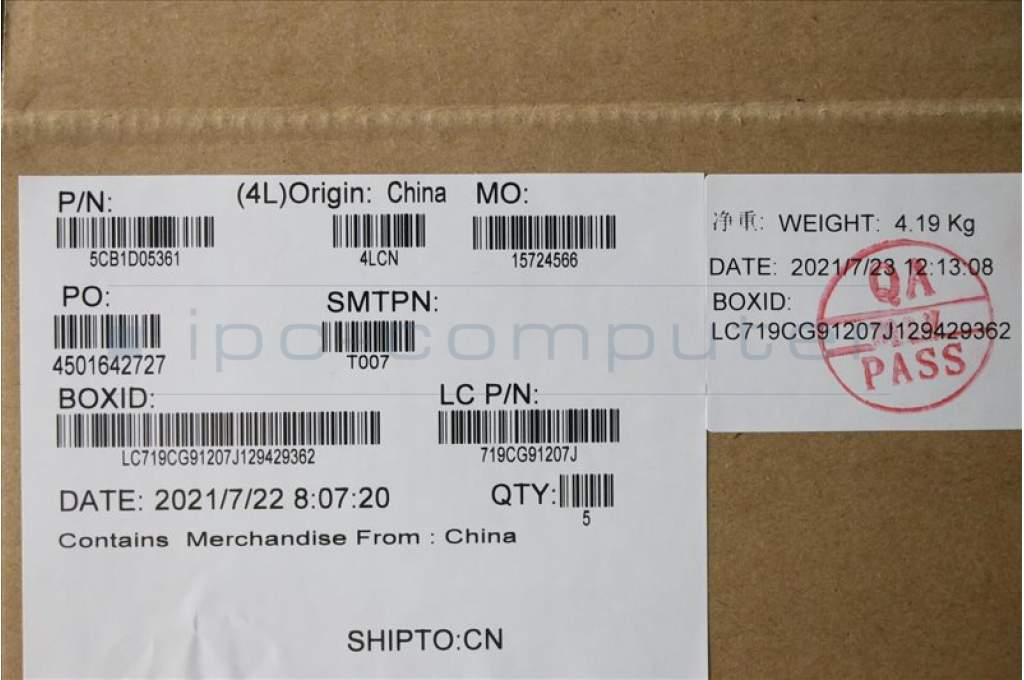 P/N: (4L)Origin: China MO:
5CB1D05361 4LCN 15724566
PO: SMTPN:
4501642727 T007
BOXID: LC P/N:
LC719CG91207J129429362 719CG91207J
DATE: 2021/7/22 8:07:20 QTY:
5
Contains Merchandise From : China
SHIPTO:CN
净重: WEIGHT: 4.19 Kg
DATE: 2021/7/23 12:13:08
BOXID:
LC719CG91207J129429362
QA
PASS
ipc-computer